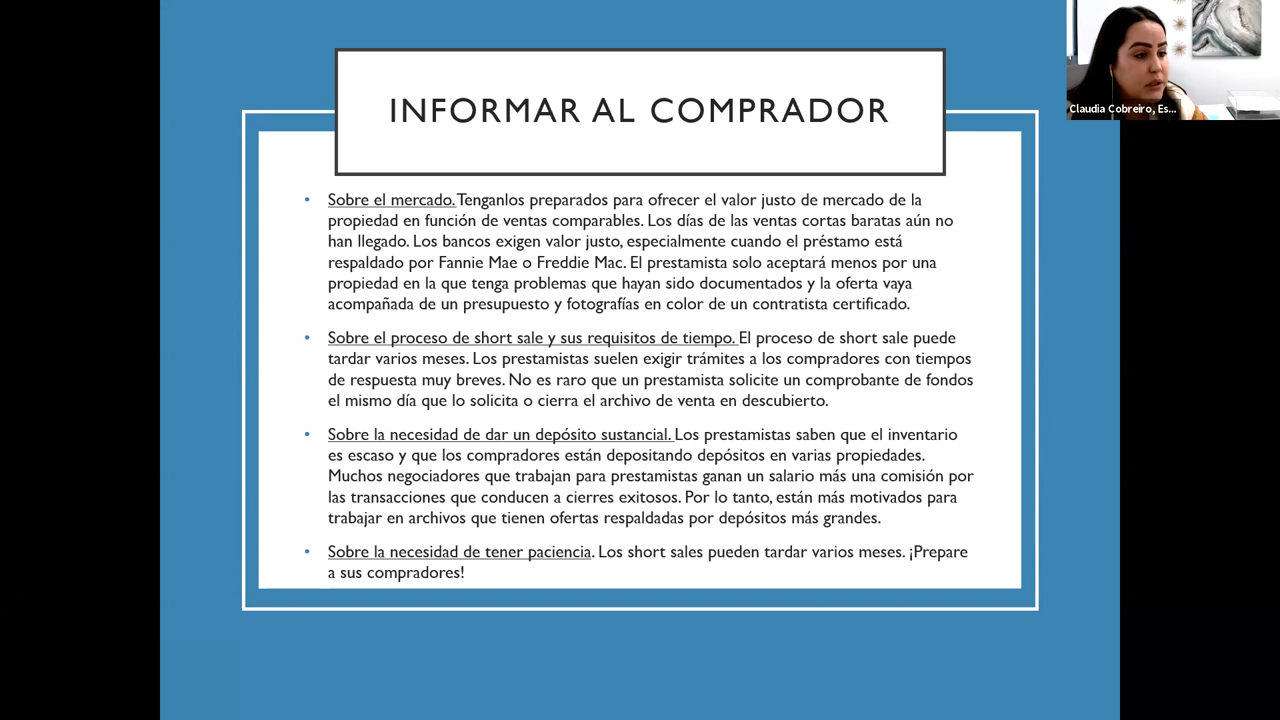 INFORMAR AL COMPRADOR
Claudia Cobreiro, Es...
• Sobre el mercado. Tenganlos preparados para ofrecer el valor justo de mercado de la
propiedad en función de ventas comparables. Los días de las ventas cortas baratas aún no
han llegado. Los bancos exigen valor justo, especialmente cuando el préstamo está
respaldado por Fannie Mae o Freddie Mac. El prestamista solo aceptará menos por una
propiedad en la que tenga problemas que hayan sido documentados y la oferta vaya
acompañada de un presupuesto y fotografías en color de un contratista certificado.
• Sobre el proceso de short sale y sus requisitos de tiempo. El proceso de short sale puede
tardar varios meses. Los prestamistas suelen exigir trámites a los compradores con tiempos
de respuesta muy breves. No es raro que un prestamista solicite un comprobante de fondos
el mismo día que lo solicita o cierra el archivo de venta en descubierto.
• Sobre la necesidad de dar un depósito sustancial. Los prestamistas saben que el inventario
es escaso y que los compradores están depositando depósitos en varias propiedades.
Muchos negociadores que trabajan para prestamistas ganan un salario más una comisión por
las transacciones que conducen a cierres exitosos. Por lo tanto, están más motivados para
trabajar en archivos que tienen ofertas respaldadas por depósitos más grandes.
• Sobre la necesidad de tener paciencia. Los short sales pueden tardar varios meses. ¡Prepare
a sus compradores!